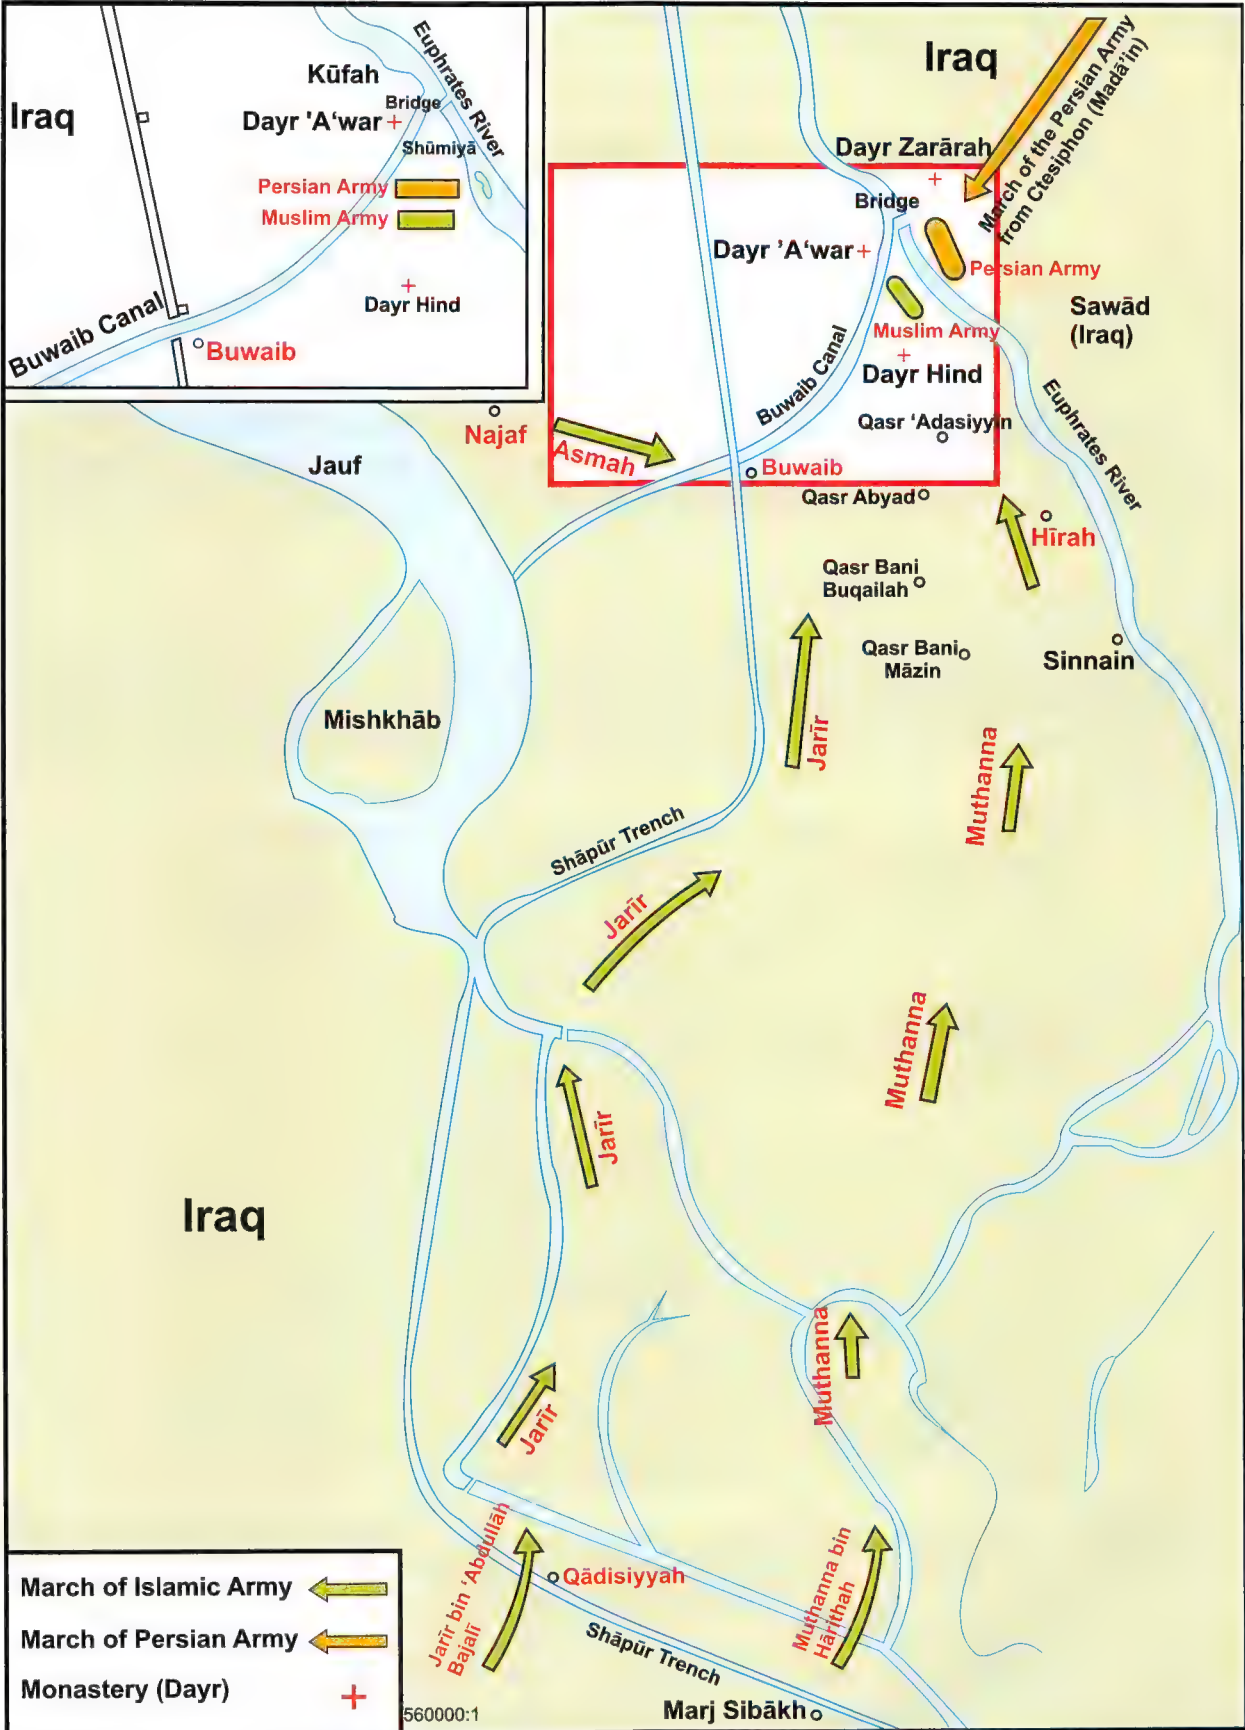 Iraq
Kūfah
Euphrates River
Bridge
Dayr 'A‘war
Shūmiyā
Persian Army
Muslim Army
Dayr Hind
Buwaib Canal
Buwaib
Iraq
March of the Persian Army
from Ctesiphon (Madā'in)
Dayr Zarārah
Bridge
Dayr ’A‘war
Persian Army
Sawād
(Iraq)
Muslim Army
Dayr Hind
Buwaib Canal
Euphrates River
Qasr ‘Adasiyyīn
Najaf
Asmah
Buwaib
Jauf
Qasr Abyad
Hīrah
Qasr Bani
Buqailah
Qasr Bani
Māzin
Sinnain
Mishkhāb
Jarīr
Muthanna
Shāpūr Trench
Jarīr
Muthanna
Jarīr
Iraq
Muthanna
Jarīr
Jarīr bin ‘Abdullāh
Bajalī
Qādisiyyah
Muthanna bin
Hārithah
Shāpūr Trench
Marj Sibākh
March of Islamic Army
March of Persian Army
Monastery (Dayr)
560000:1